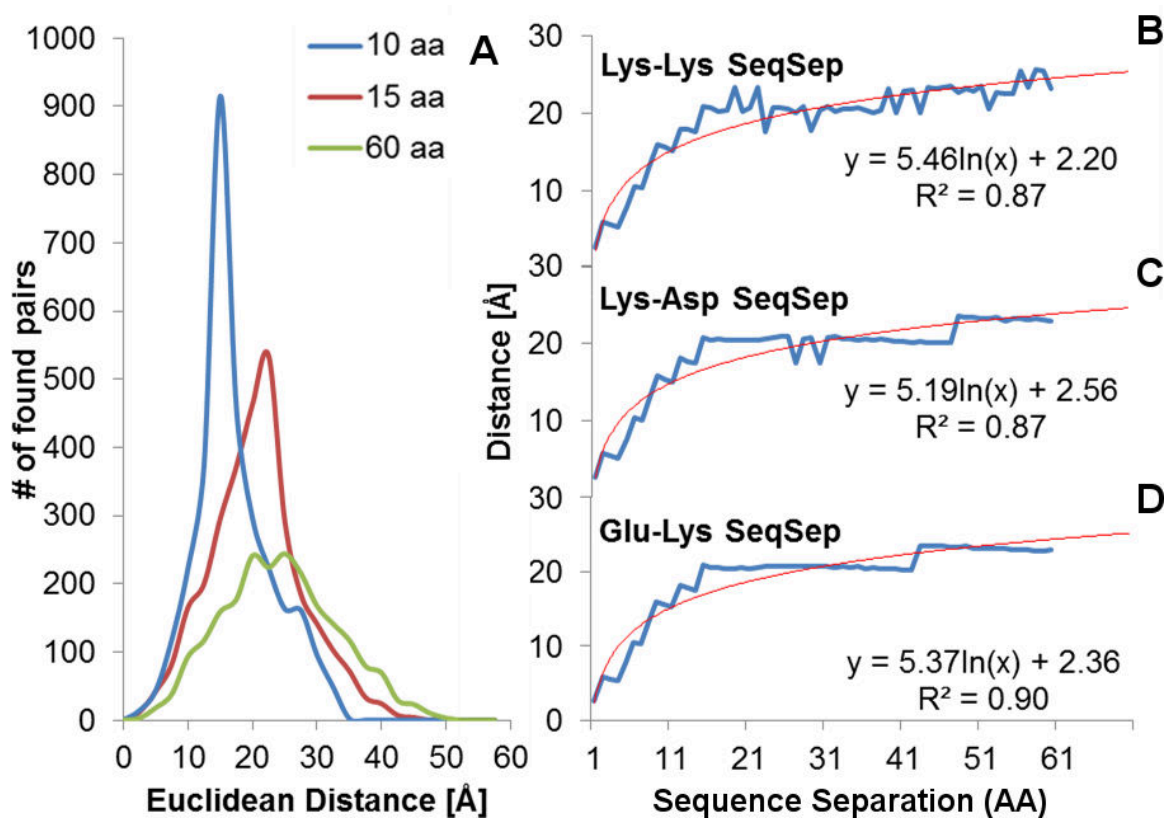 A
10 aa
15 aa
60 aa
1000
900
800
700
600
500
400
300
200
100
0
# of found pairs
0 10 20 30 40 50 60
Euclidean Distance [Å]
B
30
Lys-Lys SeqSep
20
y = 5.46ln(x) + 2.20
R² = 0.87
10
C
30
Lys-Asp SeqSep
20
y = 5.19ln(x) + 2.56
R² = 0.87
10
D
30
Glu-Lys SeqSep
20
10
y = 5.37ln(x) + 2.36
R² = 0.90
0
Distance [Å]
1 11 21 31 41 51 61
Sequence Separation (AA)